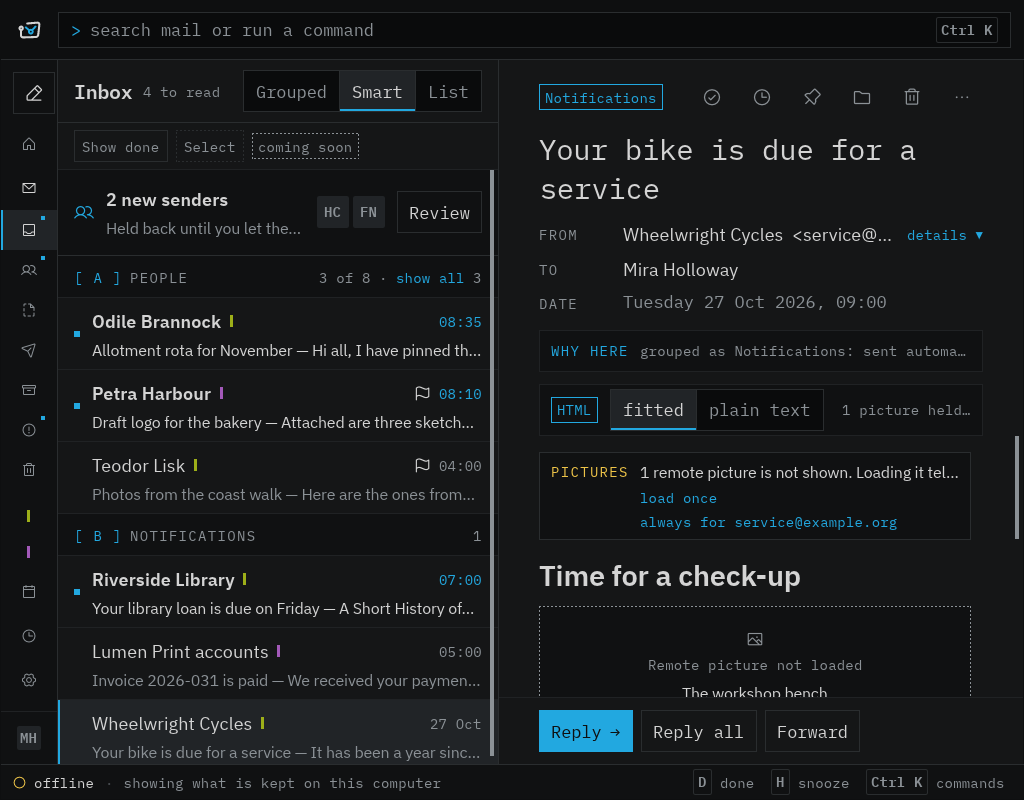 > search mail or run a command Ctrl K
Inbox 4 to read Grouped Smart List
Show done Select coming soon
2 new senders
Held back until you let the... HC FN Review
[ A ] PEOPLE 3 of 8 · show all 3
Odile Brannock 08:35
Allotment rota for November — Hi all, I have pinned th...
Petra Harbour 08:10
Draft logo for the bakery — Attached are three sketch...
Teodor Lisk 04:00
Photos from the coast walk — Here are the ones from...
[ B ] NOTIFICATIONS 1
Riverside Library 07:00
Your library loan is due on Friday — A Short History of...
Lumen Print accounts 05:00
Invoice 2026-031 is paid — We received your paymen...
Wheelwright Cycles 27 Oct
Your bike is due for a service — It has been a year sinc...
MH
Notifications ...
Your bike is due for a
service
FROM Wheelwright Cycles <service@... details ▼
TO Mira Holloway
DATE Tuesday 27 Oct 2026, 09:00
WHY HERE grouped as Notifications: sent automa…
HTML fitted plain text 1 picture held…
PICTURES 1 remote picture is not shown. Loading it tel...
load once
always for service@example.org
Time for a check-up
Remote picture not loaded
The workshop bench
Reply → Reply all Forward
offline · showing what is kept on this computer D done H snooze Ctrl K commands